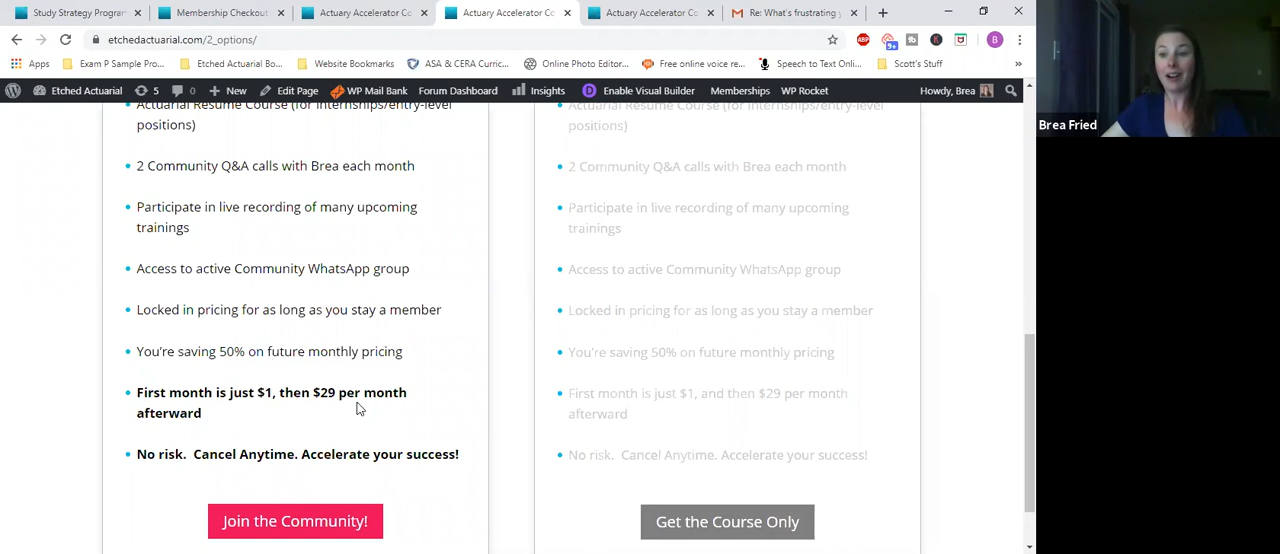 Study Strategy Program
Membership Checkout
Actuary Accelerator Co
Actuary Accelerator Co
Actuary Accelerator Co
Re: What's frustrating y
etchedactuarial.com/2_options/
ABP
9+
B
Apps
Exam P Sample Pro...
Etched Actuarial Bo...
Website Bookmarks
ASA & CERA Curric...
Online Photo Editor...
Free online voice re...
Speech to Text Onli...
Scott's Stuff
Etched Actuarial
5
0
New
Edit Page
WP Mail Bank
Forum Dashboard
Insights
D
Enable Visual Builder
Memberships
WP Rocket
Howdy, Brea
Actuarial Resume Course (for internships/entry-level
positions)
2 Community Q&A calls with Brea each month
Participate in live recording of many upcoming
trainings
Access to active Community WhatsApp group
Locked in pricing for as long as you stay a member
You're saving 50% on future monthly pricing
First month is just $1, then $29 per month
afterward
No risk. Cancel Anytime. Accelerate your success!
Join the Community!
Actuarial Resume Course (for internships/entry-level
positions)
2 Community Q&A calls with Brea each month
Participate in live recording of many upcoming
trainings
Access to active Community WhatsApp group
Locked in pricing for as long as you stay a member
You're saving 50% on future monthly pricing
First month is just $1, and then $29 per month
afterward
No risk. Cancel Anytime. Accelerate your success!
Get the Course Only
Brea Fried